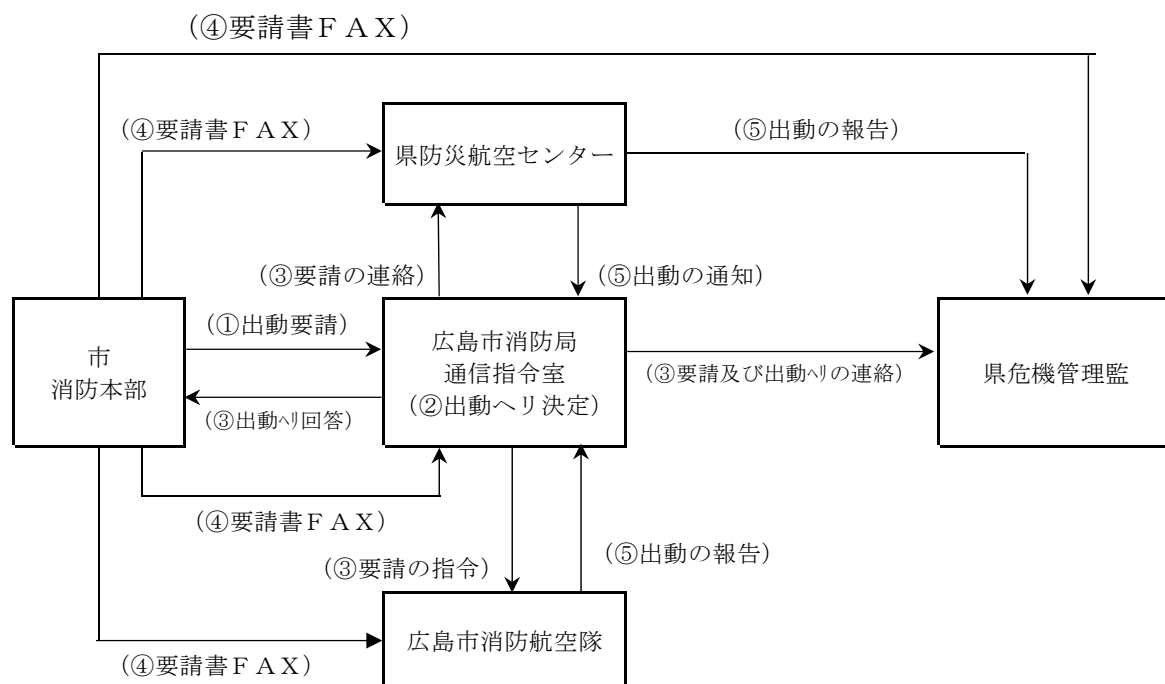 (④要請書ＦＡＸ)
(④要請書ＦＡＸ)
(⑤出動の報告)
県防災航空センター
(③要請の連絡)
(⑤出動の通知)
市
消防本部
(①出動要請)
(③出動ﾍﾘ回答)
広島市消防局
通信指令室
(②出動ヘリ決定)
(③要請及び出動ﾍﾘの連絡)
県危機管理監
(④要請書ＦＡＸ)
(③要請の指令)
(⑤出動の報告)
広島市消防航空隊
(④要請書ＦＡＸ)